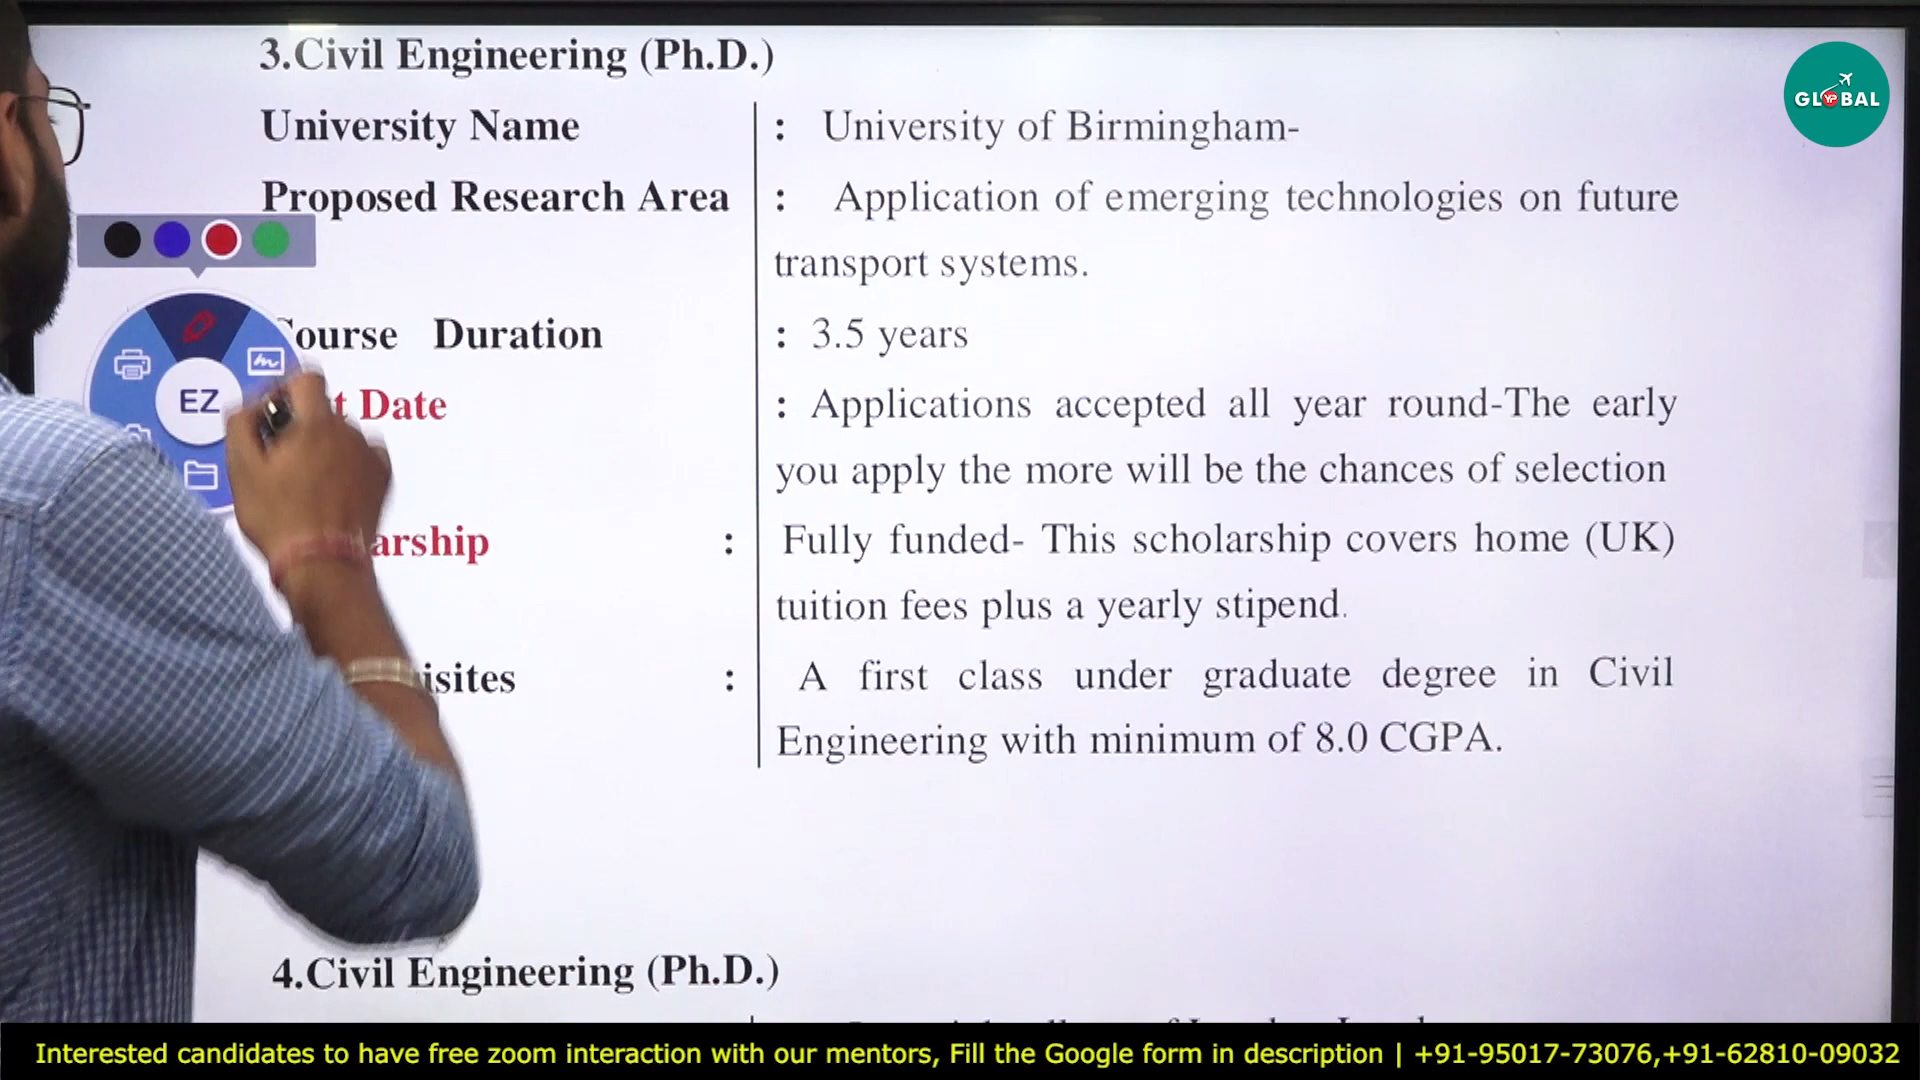 3.Civil Engineering (Ph.D.)
GLOBAL
YP
University Name : University of Birmingham-
Proposed Research Area : Application of emerging technologies on future
transport systems.
Course Duration : 3.5 years
Date : Applications accepted all year round-The early
you apply the more will be the chances of selection
EZ
arship : Fully funded- This scholarship covers home (UK)
tuition fees plus a yearly stipend.
isites : A first class under graduate degree in Civil
Engineering with minimum of 8.0 CGPA.
4.Civil Engineering (Ph.D.)
Interested candidates to have free zoom interaction with our mentors, Fill the Google form in description | +91-95017-73076,+91-62810-09032